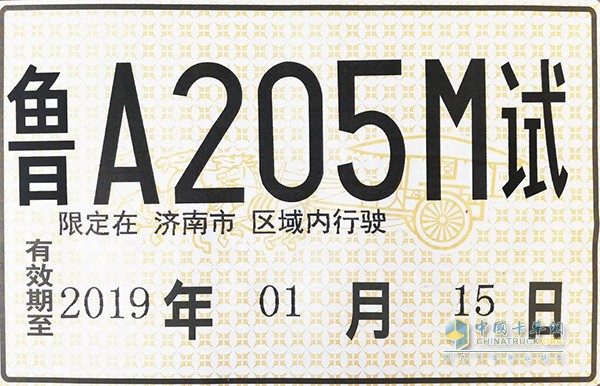 鲁A205M试
限定在 济南市 区域内行驶
有效期至 2019 年 01 月 15 日
中国卡车网
CHINATRUCK.ORG